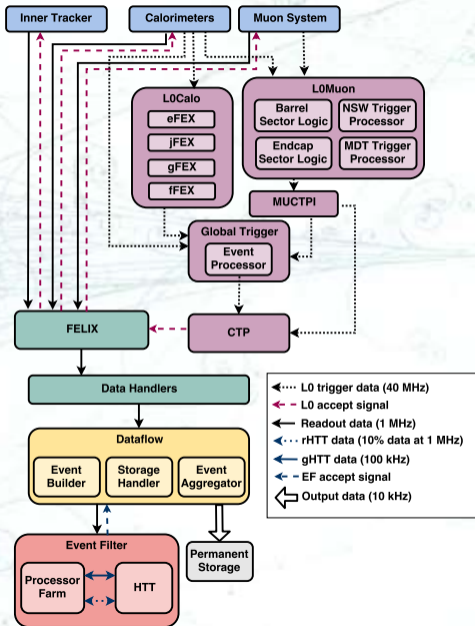 Inner Tracker
Calorimeters
Muon System
L0Calo
eFEX
jFEX
gFEX
fFEX
L0Muon
Barrel
Sector Logic
NSW Trigger
Processor
Endcap
Sector Logic
MDT Trigger
Processor
MUCTPI
Global Trigger
Event
Processor
FELIX
CTP
Data Handlers
Dataflow
Event
Builder
Storage
Handler
Event
Aggregator
Event Filter
Processor
Farm
HTT
Permanent
Storage
L0 trigger data (40 MHz)
L0 accept signal
Readout data (1 MHz)
rHTT data (10% data at 1 MHz)
gHTT data (100 kHz)
EF accept signal
Output data (10 kHz)